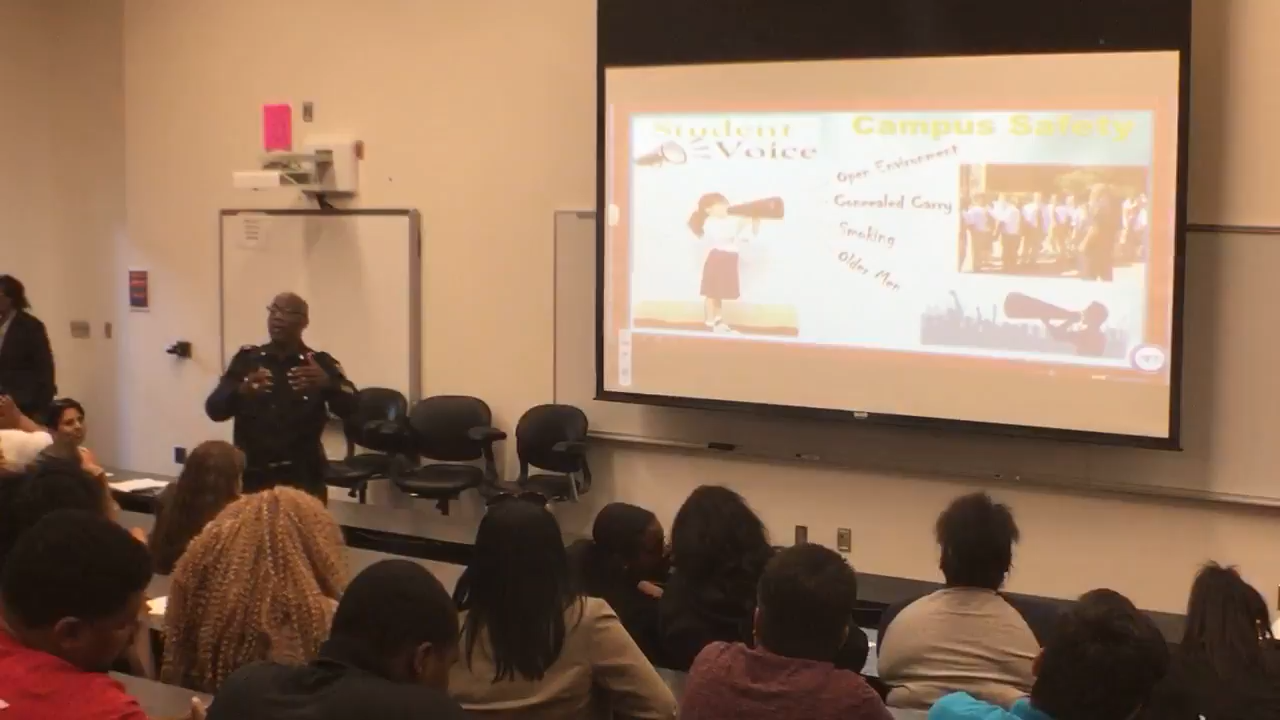 Student
Voice
Campus Safety
Open Environment
Concealed Carry
Smoking
Older Men